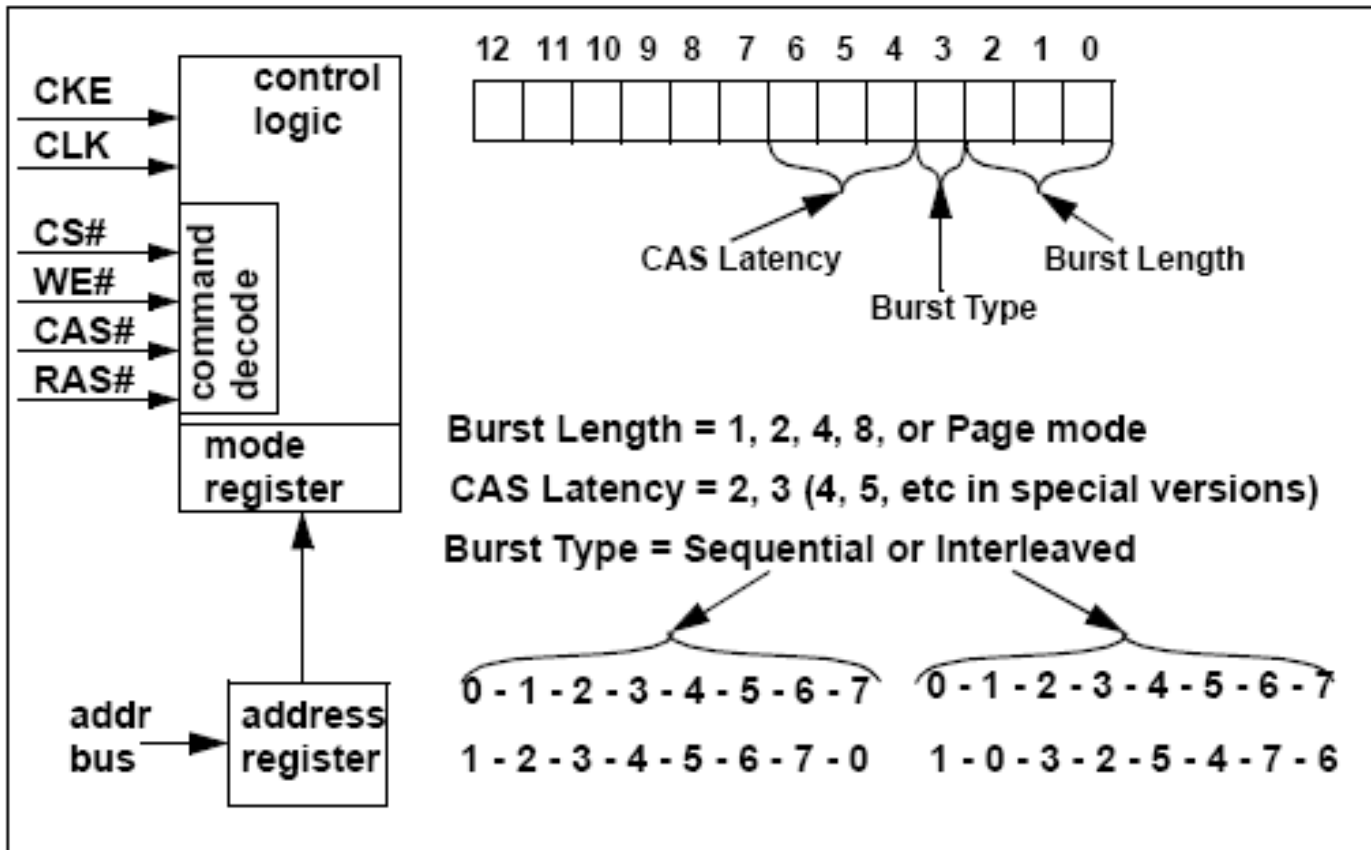 CKE
CLK
CS#
WE#
CAS#
RAS#
control
logic
command
decode
mode
register
addr
bus
address
register
12 11 10 9 8 7 6 5 4 3 2 1 0
CAS Latency
Burst Type
Burst Length
Burst Length = 1, 2, 4, 8, or Page mode
CAS Latency = 2, 3 (4, 5, etc in special versions)
Burst Type = Sequential or Interleaved
0 - 1 - 2 - 3 - 4 - 5 - 6 - 7
1 - 2 - 3 - 4 - 5 - 6 - 7 - 0
0 - 1 - 2 - 3 - 4 - 5 - 6 - 7
1 - 0 - 3 - 2 - 5 - 4 - 7 - 6